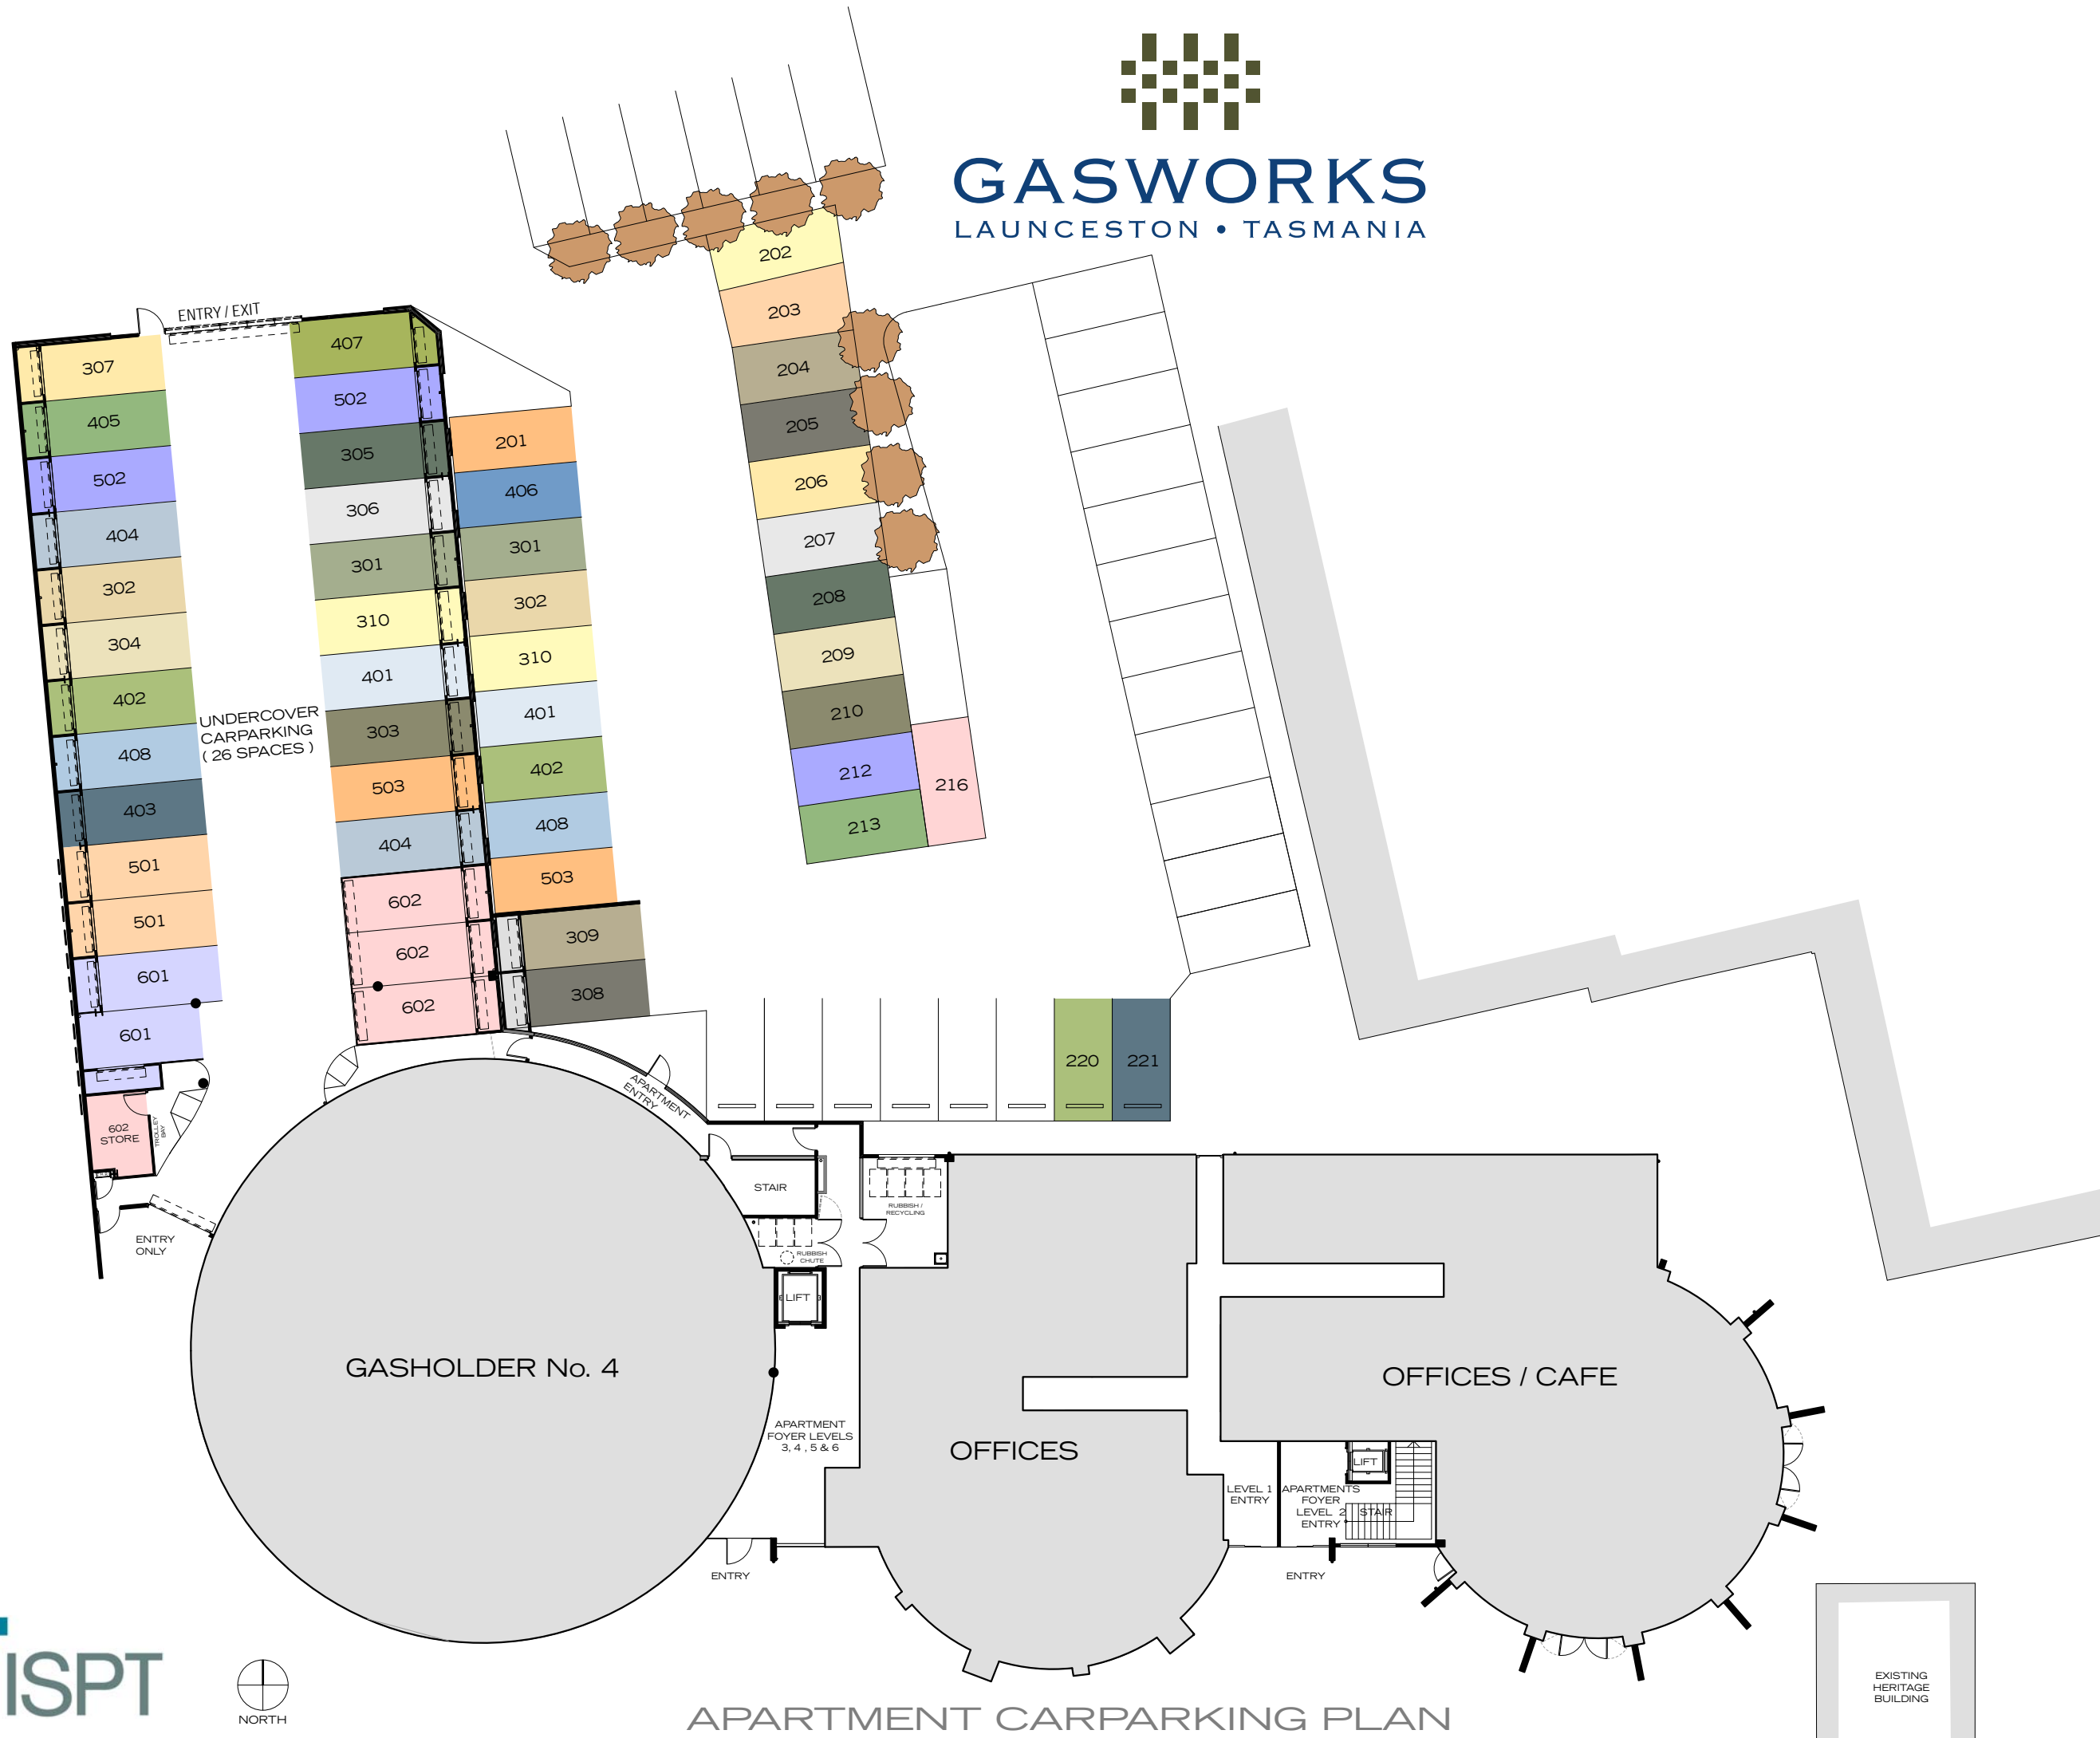 GASWORKS
LAUNCESTON • TASMANIA
ENTRY / EXIT
307
405
502
404
302
304
402
408
403
501
501
601
601
602
STORE
TROLLEY
BAY
ENTRY
ONLY
UNDERCOVER
CARPARKING
( 26 SPACES )
407
502
305
306
301
310
401
303
503
404
602
602
602
201
406
301
302
310
401
402
408
503
309
308
202
203
204
205
206
207
208
209
210
212
213
216
220
221
APARTMENT
ENTRY
STAIR
RUBBISH /
RECYCLING
RUBBISH
CHUTE
LIFT
GASHOLDER No. 4
APARTMENT
FOYER LEVELS
3, 4 , 5 & 6
ENTRY
OFFICES
OFFICES / CAFE
LEVEL 1
ENTRY
APARTMENTS
FOYER
LEVEL 2
ENTRY
LIFT
STAIR
ENTRY
EXISTING
HERITAGE
BUILDING
ISPT
NORTH
APARTMENT CARPARKING PLAN